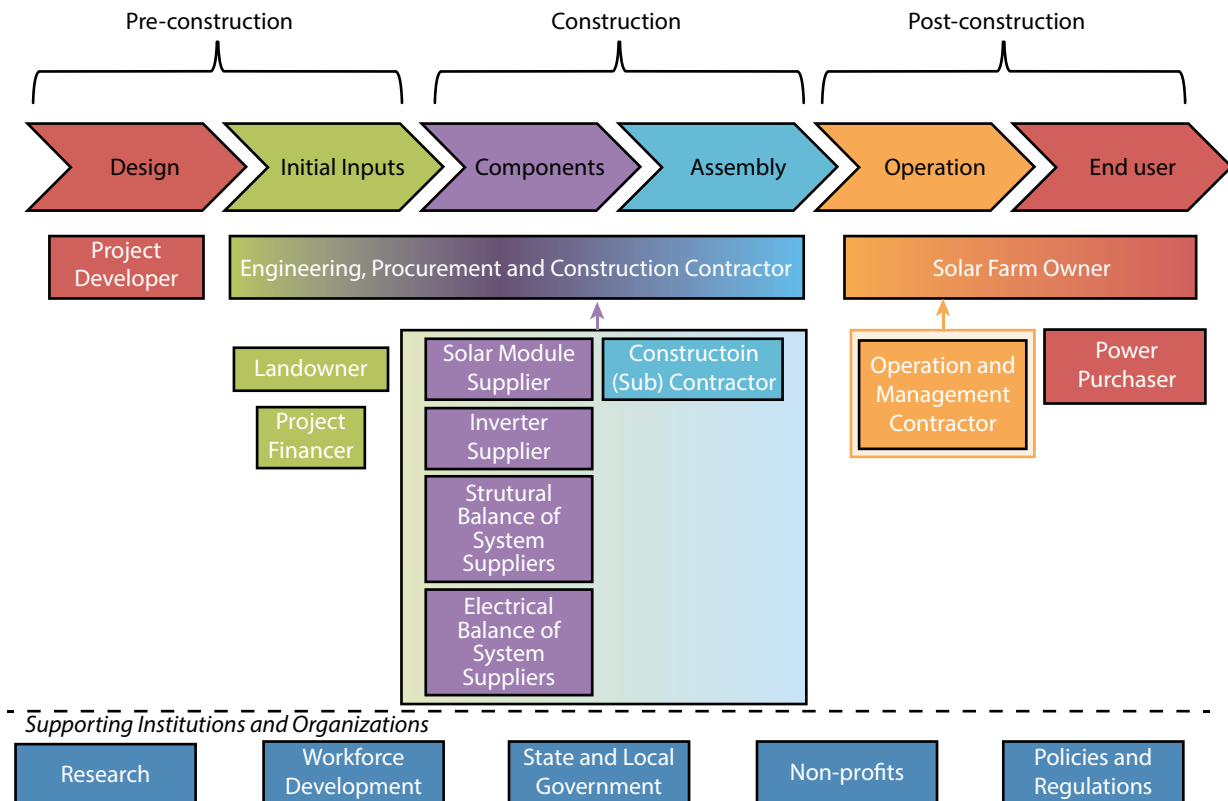 Pre-construction
Construction
Post-construction
Design
Initial Inputs
Components
Assembly
Operation
End user
Project
Developer
Engineering, Procurement and Construction Contractor
Solar Farm Owner
Landowner
Project
Financer
Solar Module
Supplier
Constructoin
(Sub) Contractor
Inverter
Supplier
Strutural
Balance of
System
Suppliers
Electrical
Balance of
System
Suppliers
Operation and
Management
Contractor
Power
Purchaser
Supporting Institutions and Organizations
Research
Workforce
Development
State and Local
Government
Non-profits
Policies and
Regulations